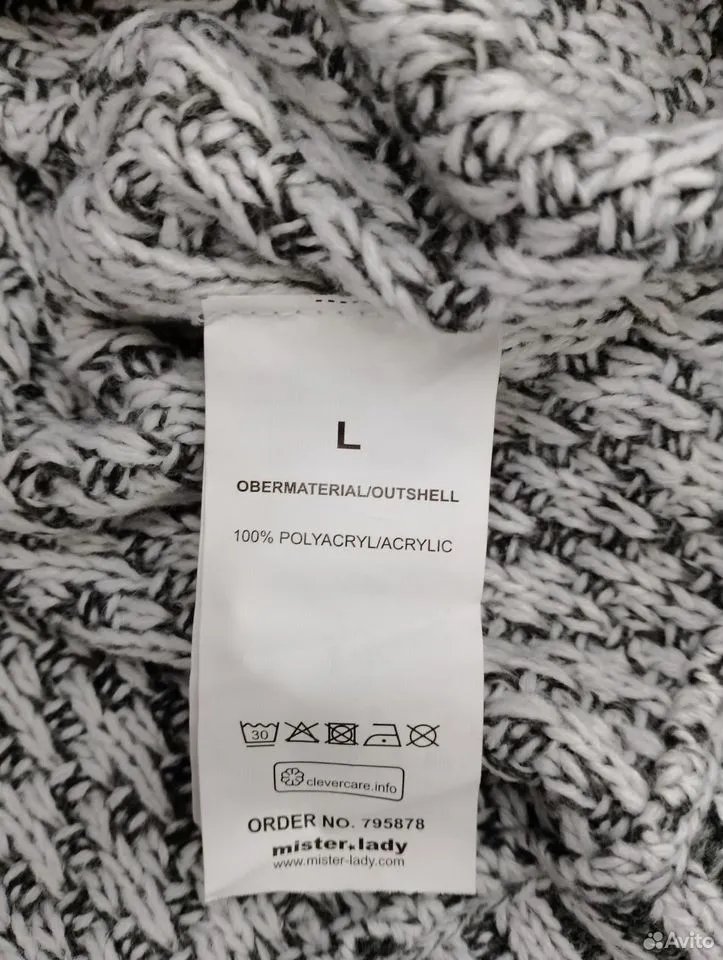 L
OBERMATERIAL/OUTSHELL
100% POLYACRYL/ACRYLIC
30
clevercare.info
ORDER NO. 795878
mister*lady
www.mister-lady.com
Avito